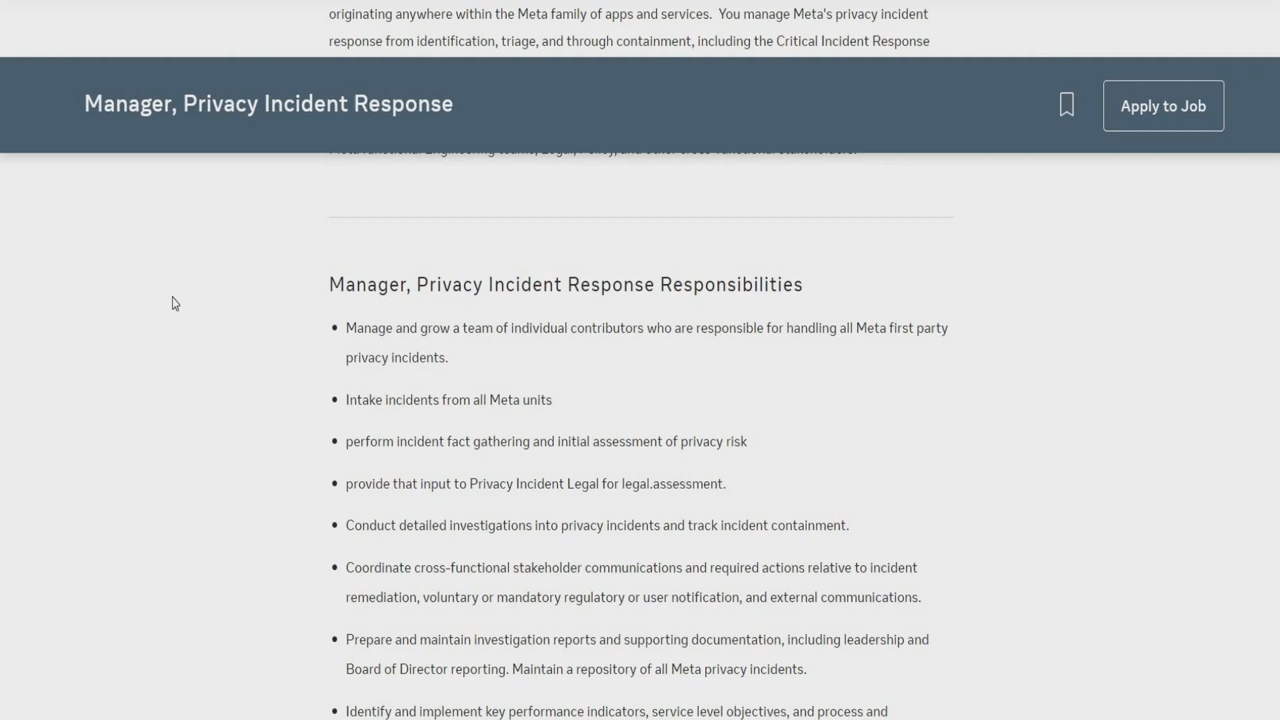 originating anywhere within the Meta family of apps and services.  You manage Meta's privacy incident
response from identification, triage, and through containment, including the Critical Incident Response
Manager, Privacy Incident Response
Apply to Job
Manager, Privacy Incident Response Responsibilities
• Manage and grow a team of individual contributors who are responsible for handling all Meta first party
privacy incidents.
• Intake incidents from all Meta units
• perform incident fact gathering and initial assessment of privacy risk
• provide that input to Privacy Incident Legal for legal.assessment.
• Conduct detailed investigations into privacy incidents and track incident containment.
• Coordinate cross-functional stakeholder communications and required actions relative to incident
remediation, voluntary or mandatory regulatory or user notification, and external communications.
• Prepare and maintain investigation reports and supporting documentation, including leadership and
Board of Director reporting. Maintain a repository of all Meta privacy incidents.
• Identify and implement key performance indicators, service level objectives, and process and